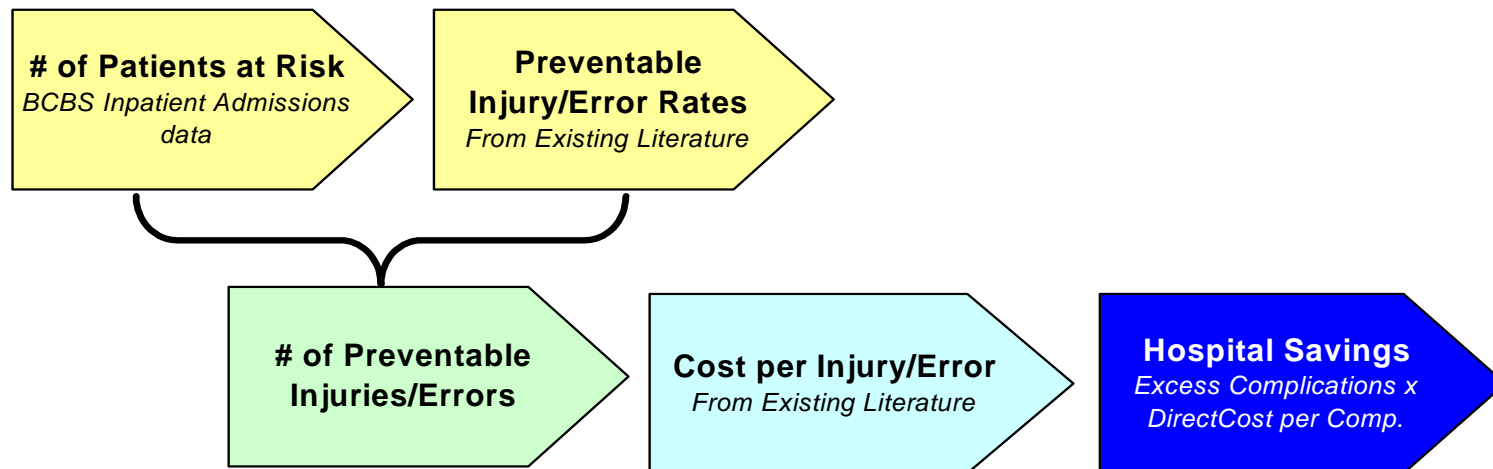 # of Patients at Risk
BCBS Inpatient Admissions
data
Preventable
Injury/Error Rates
From Existing Literature
# of Preventable
Injuries/Errors
Cost per Injury/Error
From Existing Literature
Hospital Savings
Excess Complications x
DirectCost per Comp.